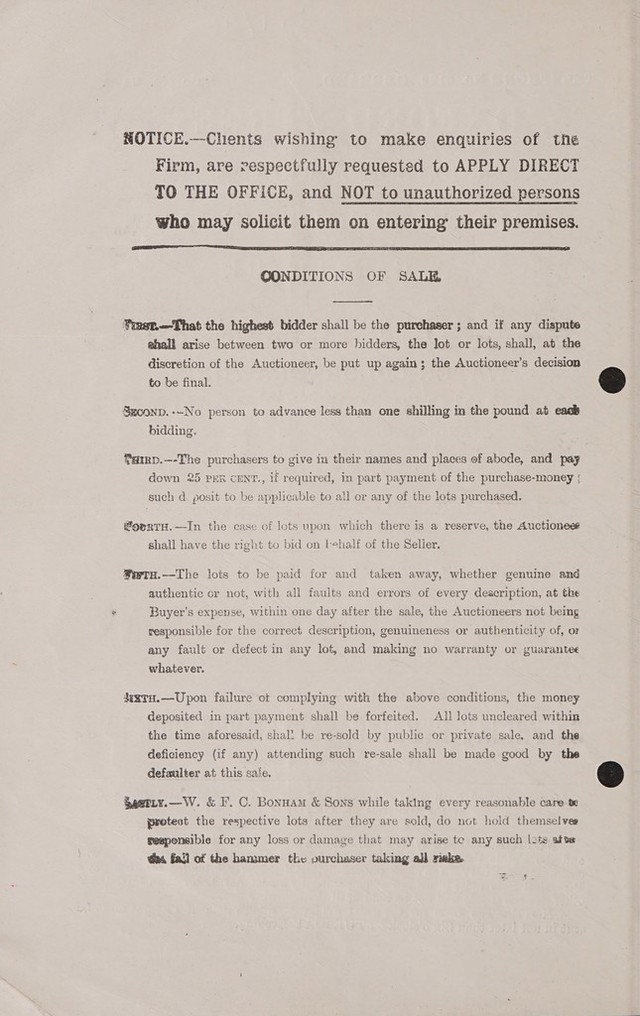 NOTICE.—Clients wishing to make enquiries of the
Firm, are respectfully requested to APPLY DIRECT
TO THE OFFICE, and NOT to unauthorized persons
who may solicit them on entering their premises.
CONDITIONS OF SALE.
FIRST.—That the highest bidder shall be the purchaser; and if any dispute
shall arise between two or more bidders, the lot or lots, shall, at the
discretion of the Auctioneer, be put up again; the Auctioneer's decision
to be final.
SECOND.--No person to advance less than one shilling in the pound at each
bidding.
THIRD.—The purchasers to give in their names and places of abode, and pay
down 25 PER CENT., if required, in part payment of the purchase-money;
such d posit to be applicable to all or any of the lots purchased.
FOURTH.—In the case of lots upon which there is a reserve, the Auctioneer
shall have the right to bid on behalf of the Seller.
FIFTH.—The lots to be paid for and taken away, whether genuine and
authentic or not, with all faults and errors of every description, at the
Buyer's expense, within one day after the sale, the Auctioneers not being
responsible for the correct description, genuineness or authenticity of, or
any fault or defect in any lot, and making no warranty or guarantee
whatever.
SIXTH.—Upon failure of complying with the above conditions, the money
deposited in part payment shall be forfeited. All lots uncleared within
the time aforesaid, shall be re-sold by public or private sale, and the
deficiency (if any) attending such re-sale shall be made good by the
defaulter at this sale.
LASTLY.—W. & F. C. BONHAM & SONS while taking every reasonable care to
protect the respective lots after they are sold, do not hold themselves
responsible for any loss or damage that may arise to any such lots after
the fall of the hammer the purchaser taking all risks.